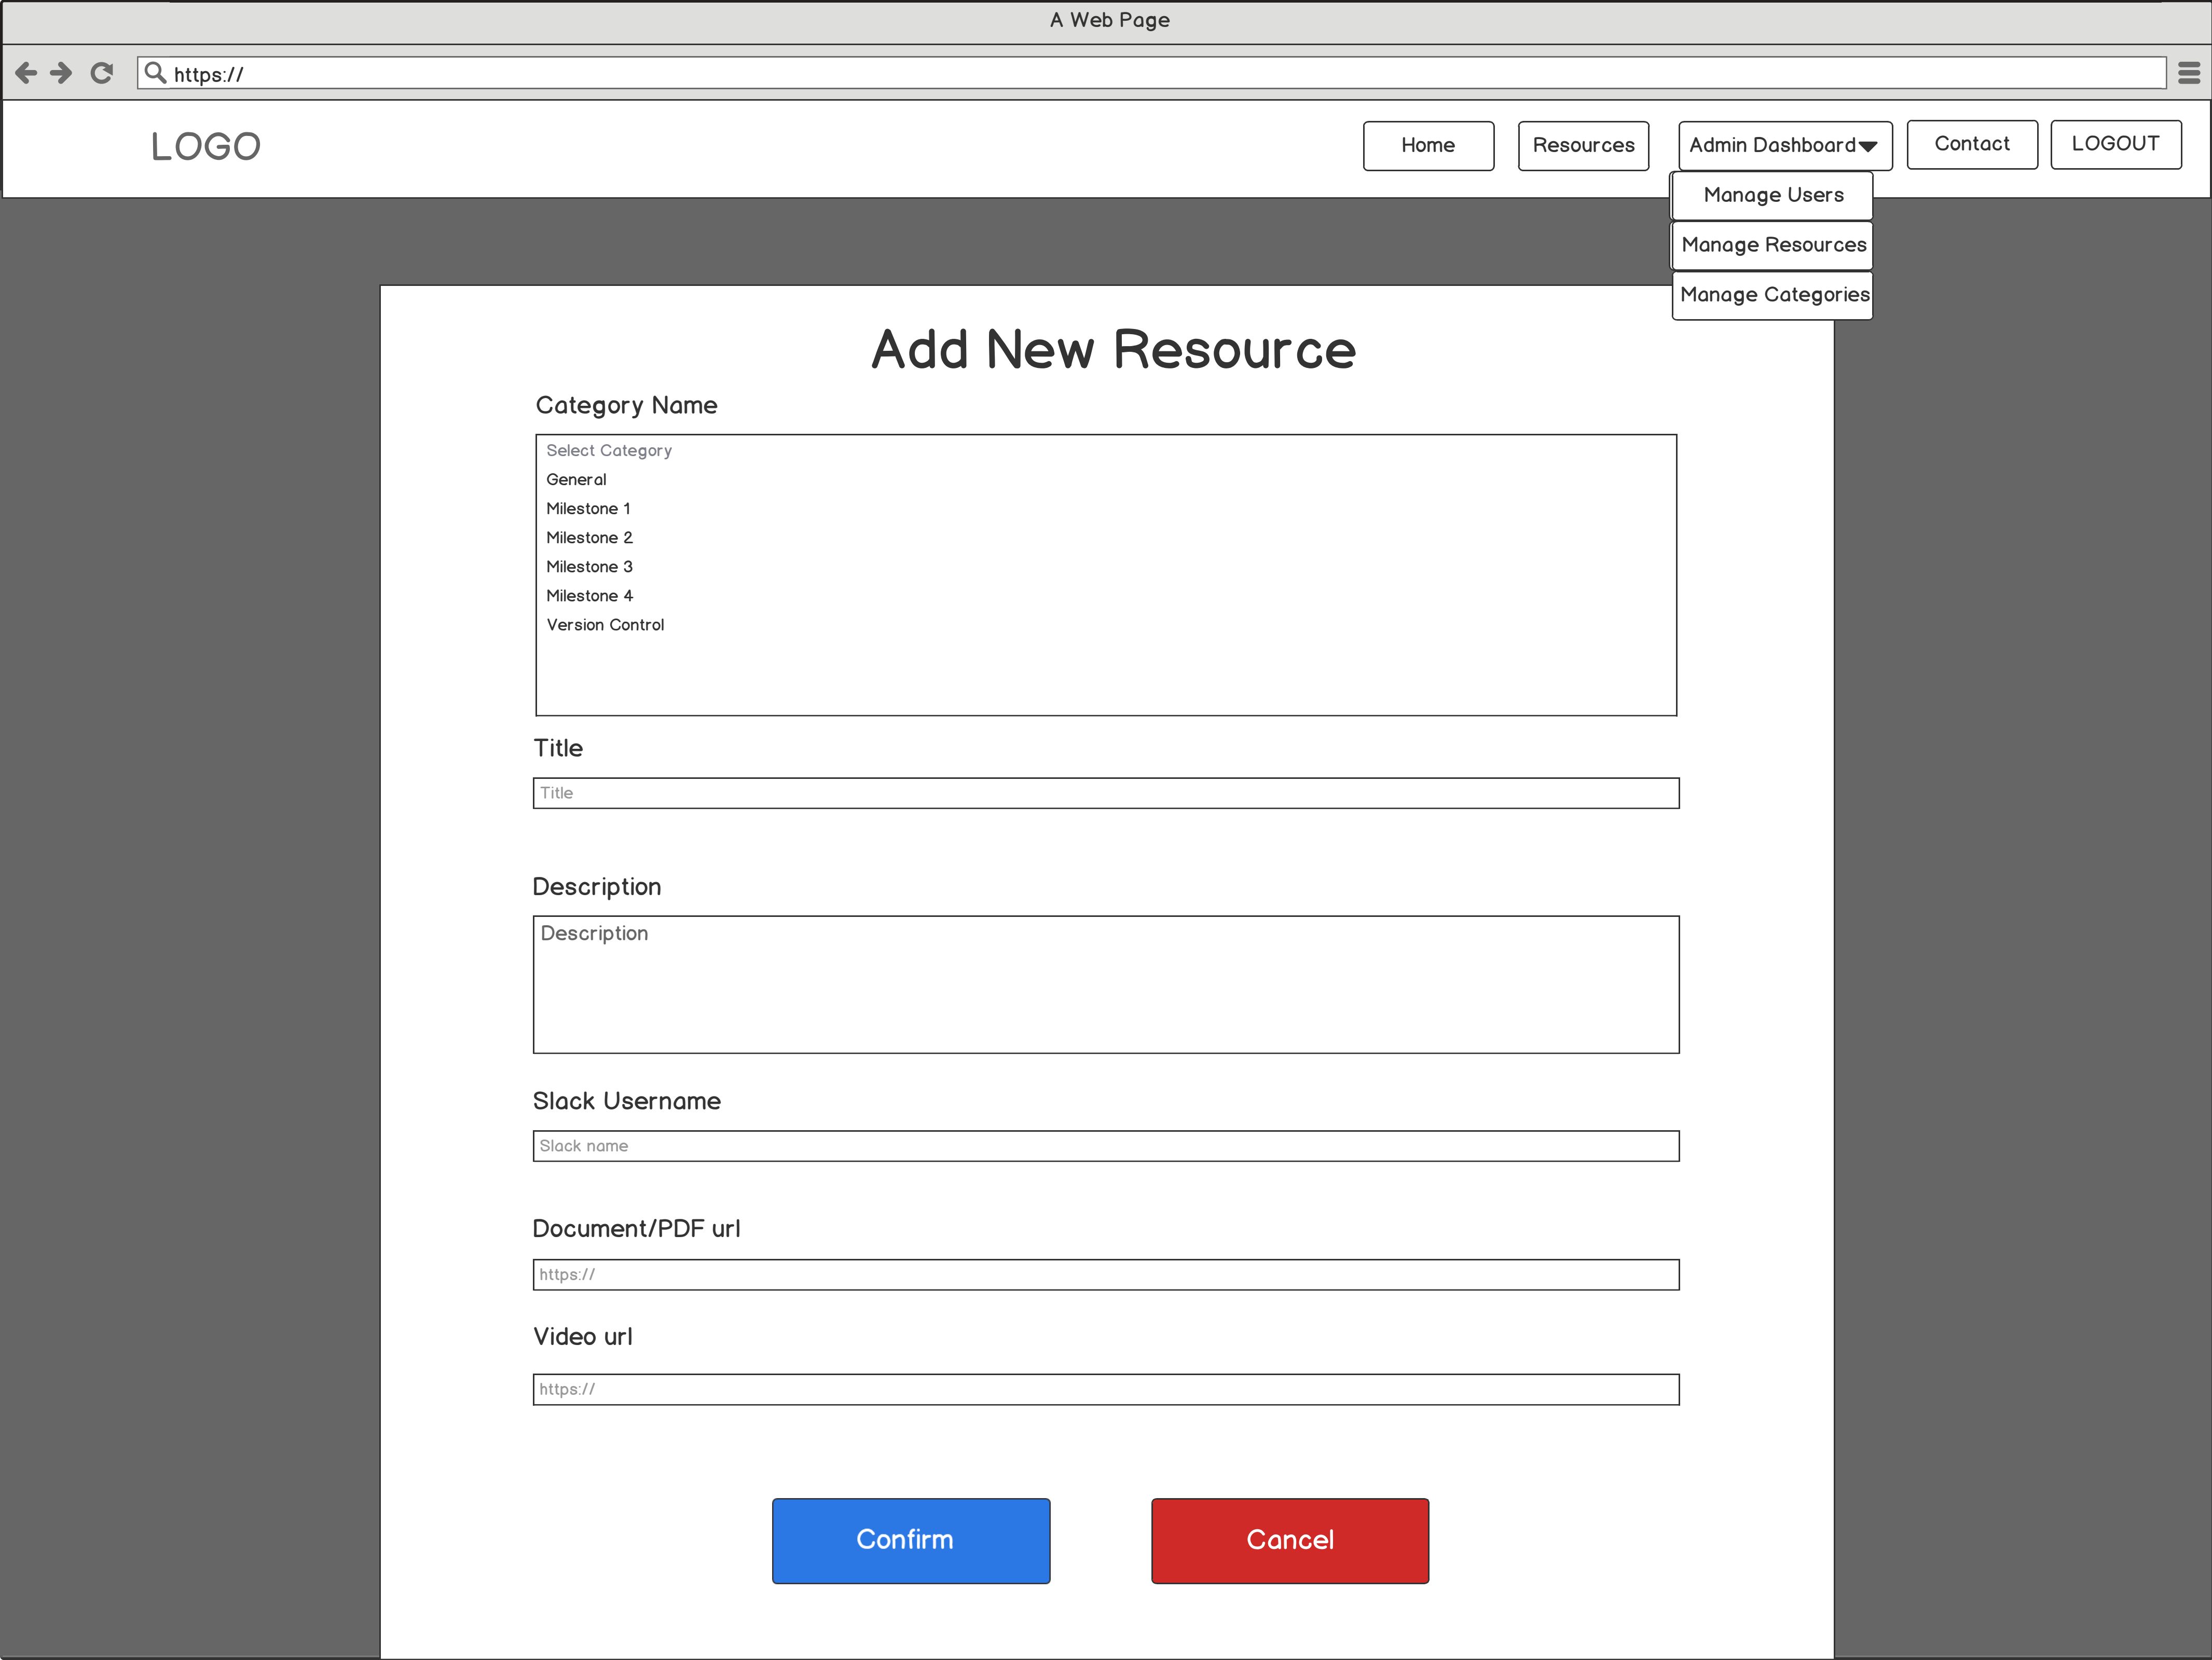 A Web Page
https://
LOGO
Home
Resources
Admin Dashboard
Contact
LOGOUT
Manage Users
Manage Resources
Manage Categories
Add New Resource
Category Name
Select Category
General
Milestone 1
Milestone 2
Milestone 3
Milestone 4
Version Control
Title
Title
Description
Description
Slack Username
Slack name
Document/PDF url
https://
Video url
https://
Confirm
Cancel